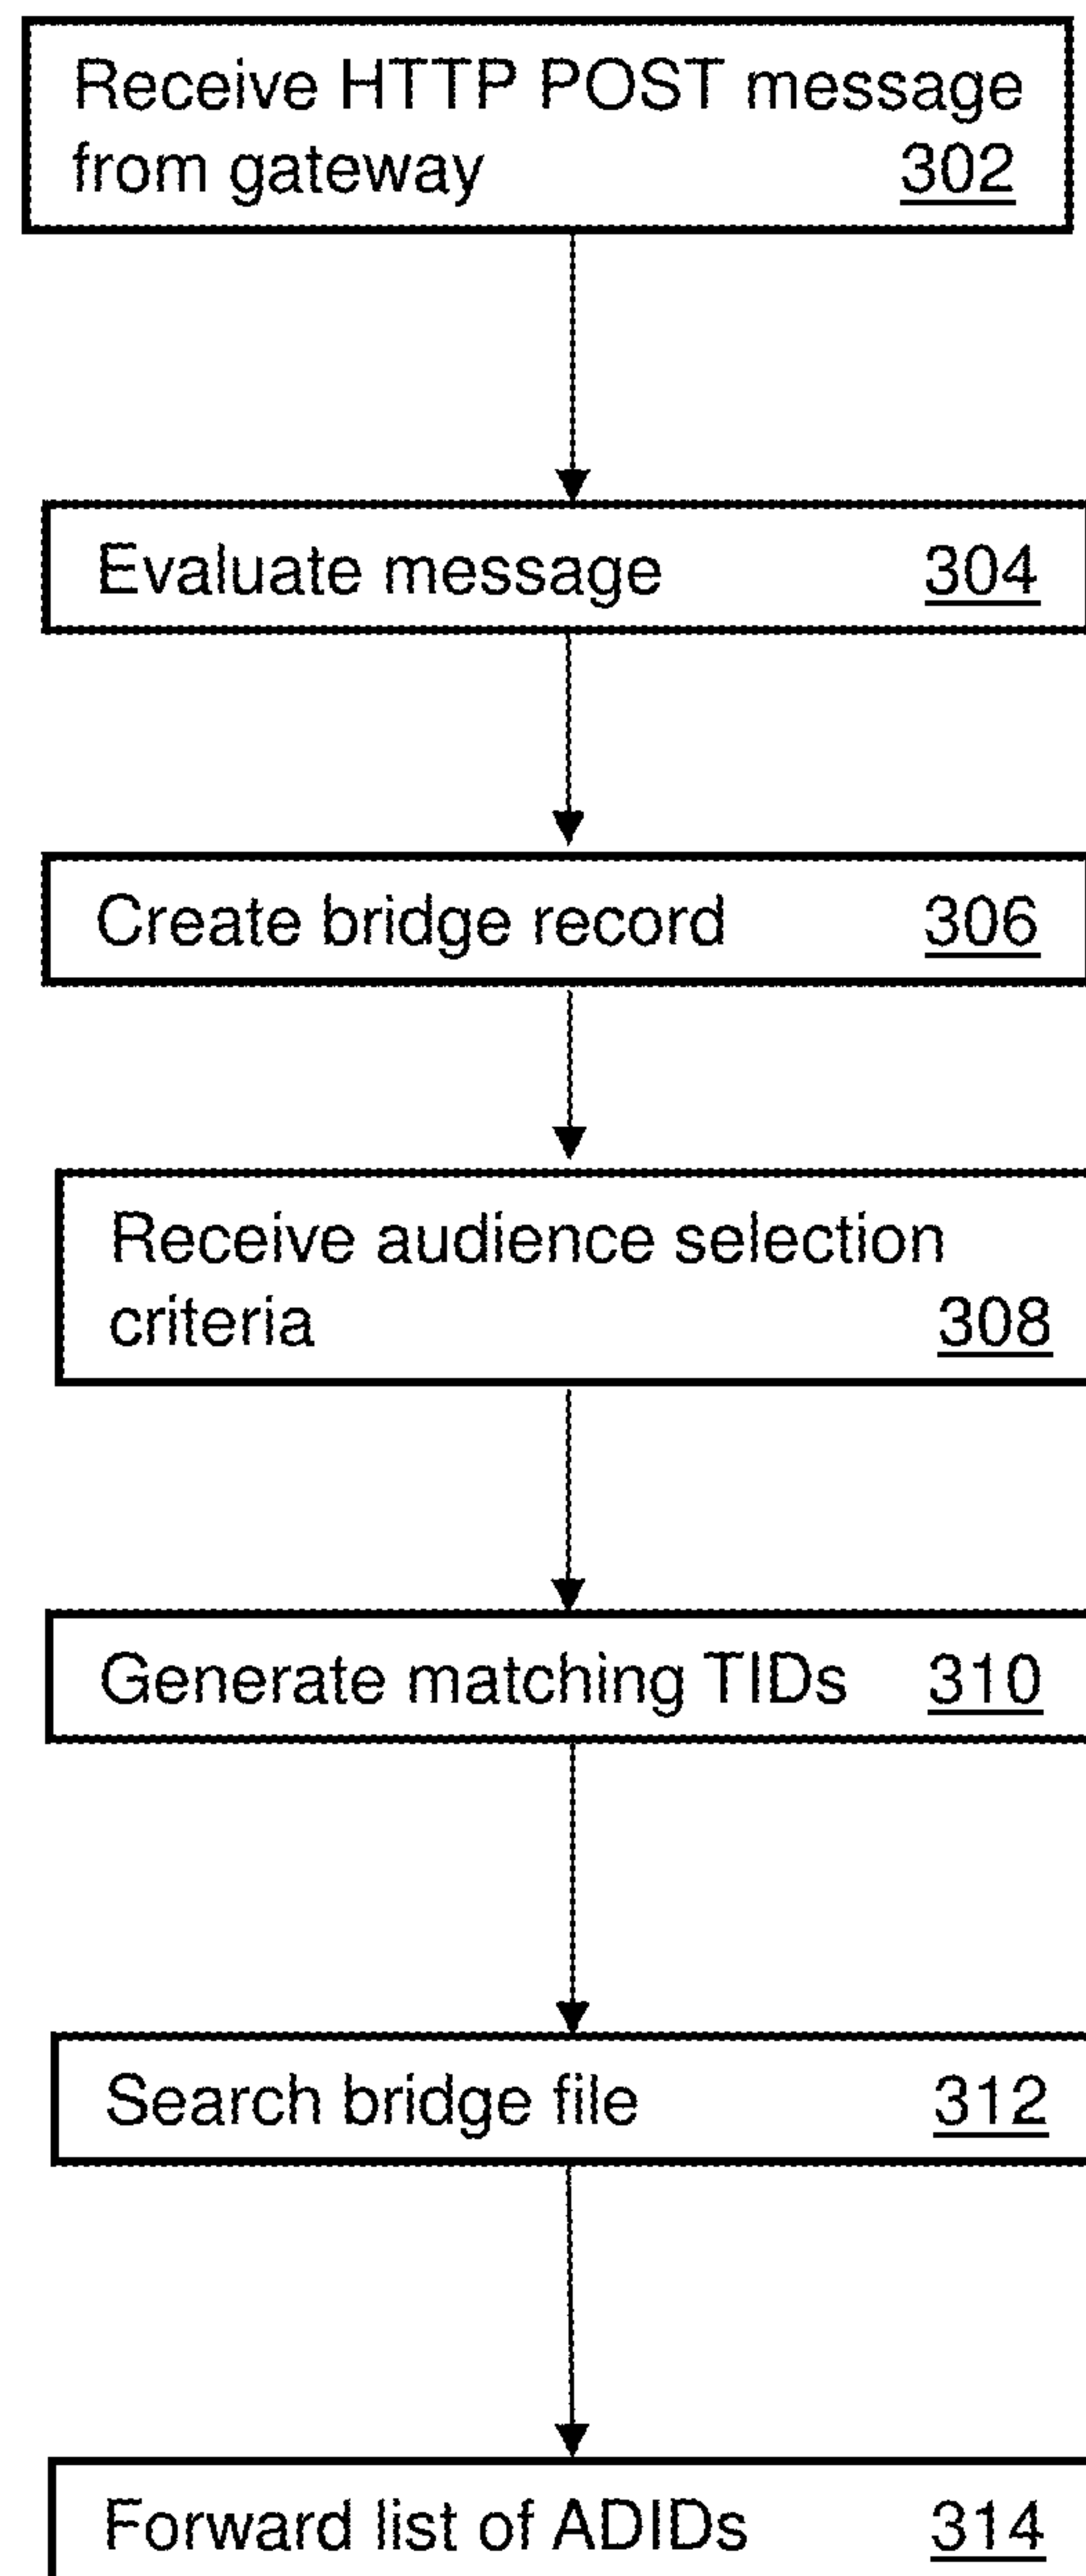 Receive HTTP POST message
from gateway 302
Evaluate message 304
Create bridge record 306
Receive audience selection
criteria 308
Generate matching TIDs 310
Search bridge file 312
Forward list of ADIDs 314